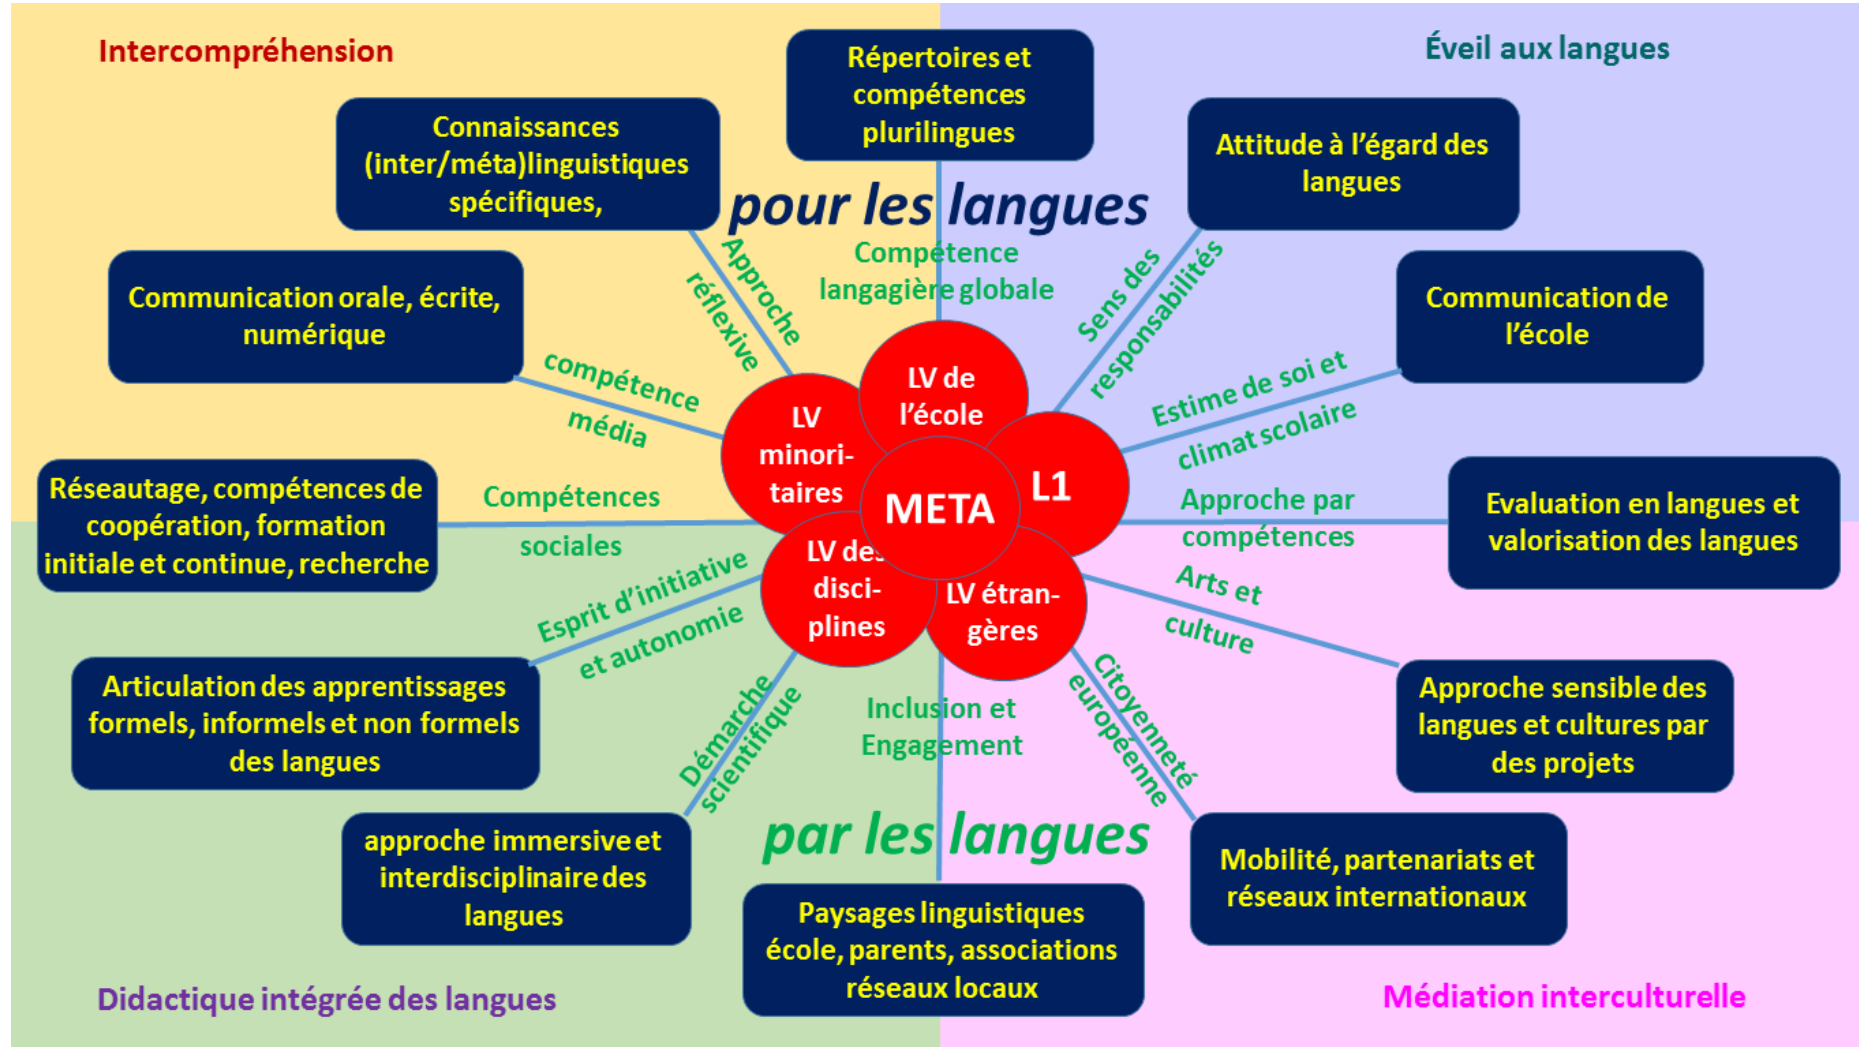 Intercompréhension
Éveil aux langues
Répertoires et
compétences
plurilingues
Connaissances
(inter/méta)linguistiques
spécifiques,
Attitude à l'égard des
langues
pour les langues
Communication orale, écrite,
numérique
Communication de
l'école
Approche
réflexive
Compétence
langagière globale
Sens des
responsabilités
compétence
média
Estime de soi et
climat scolaire
LV de
l'école
LV
minori-
taires
L1
META
LV des
disci-
plines
LV étran-
gères
Réseautage, compétences de
coopération, formation
initiale et continue, recherche
Compétences
sociales
Approche par
compétences
Evaluation en langues et
valorisation des langues
Esprit d'initiative
et autonomie
Arts et
culture
Articulation des apprentissages
formels, informels et non formels
des langues
Démarche
scientifique
Inclusion et
Engagement
Citoyenneté
européenne
Approche sensible des
langues et cultures par
des projets
par les langues
approche immersive et
interdisciplinaire des
langues
Paysages linguistiques
école, parents, associations
réseaux locaux
Mobilité, partenariats et
réseaux internationaux
Didactique intégrée des langues
Médiation interculturelle